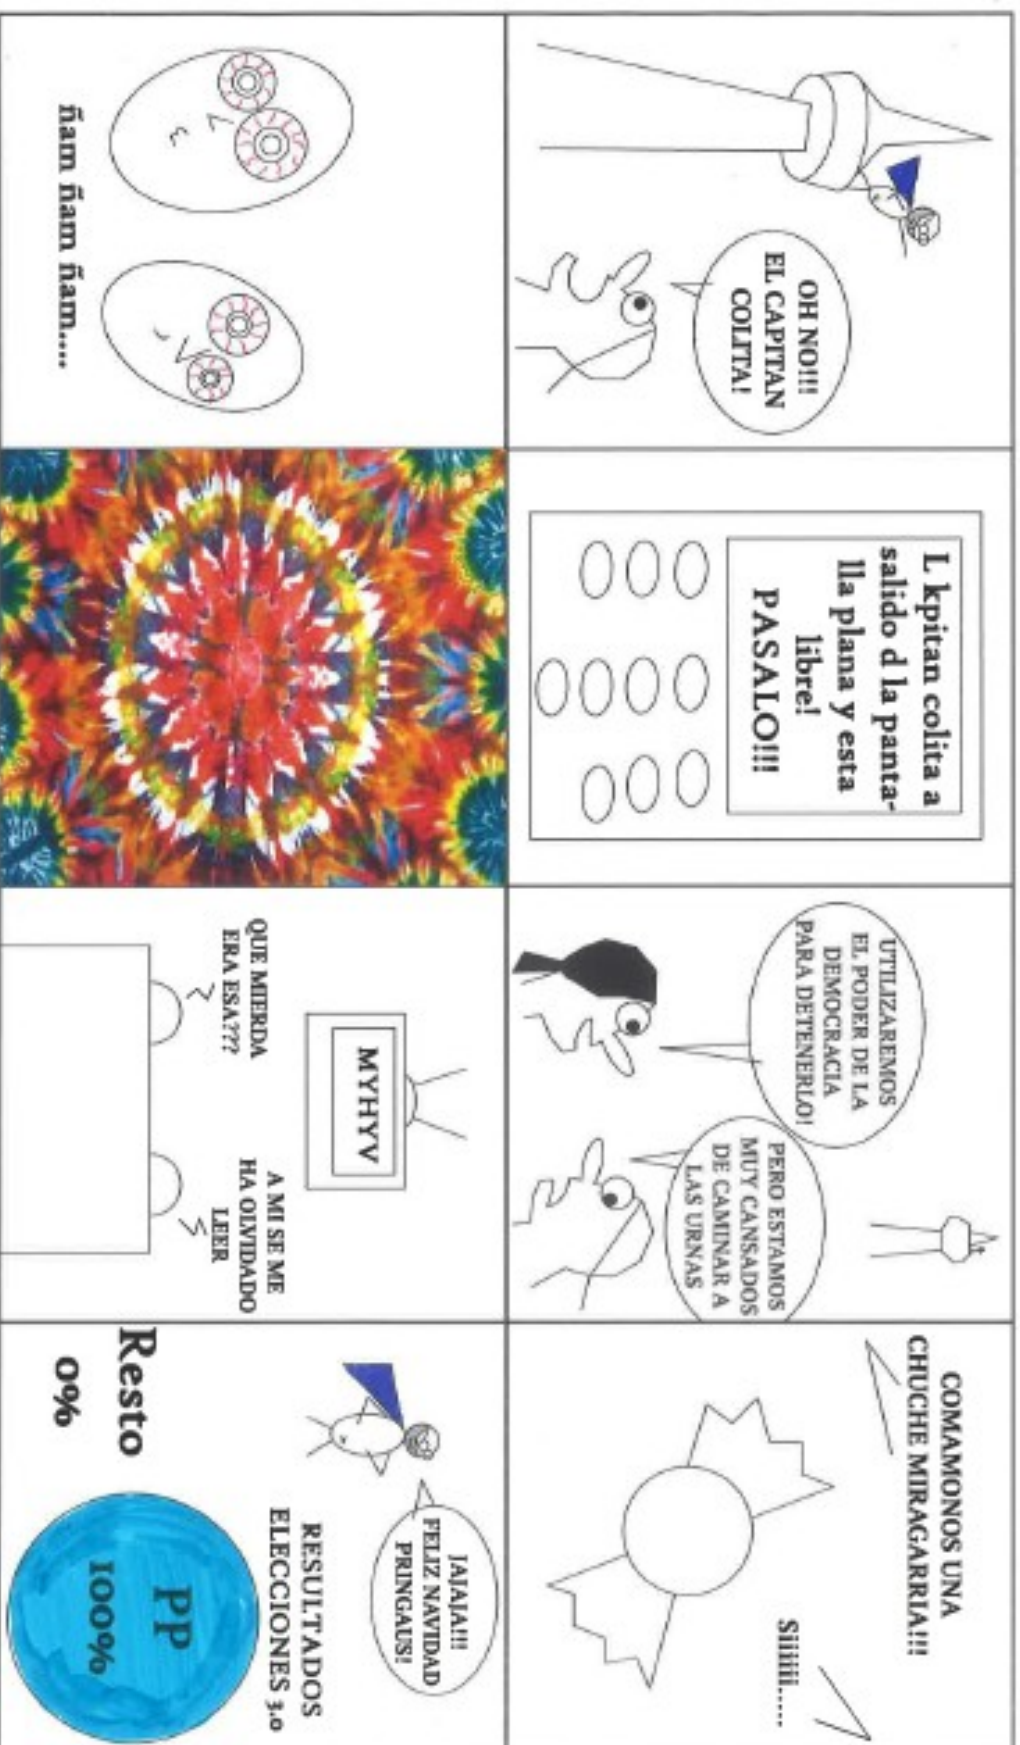 OH NO!!!
EL CAPITAN
COLITA!
L kpitan colita a
salido d la panta-
lla plana y esta
libre!
PASALO!!!
UTILIZAREMOS
EL PODER DE LA
DEMOCRACIA
PARA DETENERLO!
PERO ESTAMOS
MUY CANSADOS
DE CAMINAR A
LAS URNAS
COMAMONOS UNA
CHUCHE MIRAGARRIA!!!
Siiiiii.....
ñam ñam ñam....
MYHYV
QUE MIERDA
ERA ESA???
A MI SE ME
HA OLVIDADO
LEER
JAJAJA!!!
FELIZ NAVIDAD
PRINGAUS!
RESULTADOS
ELECCIONES 3.0
PP
100%
Resto
0%